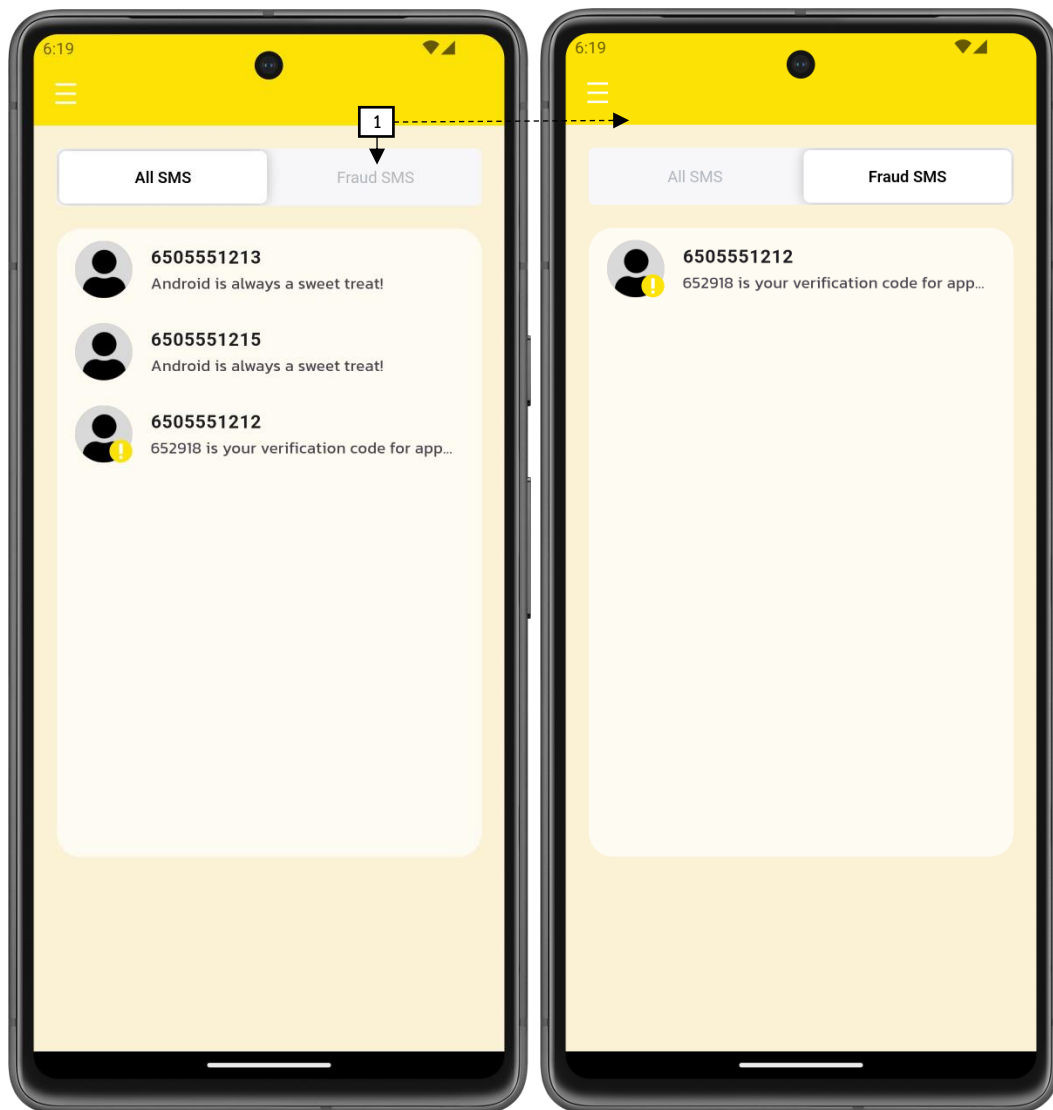 6:19
1
All SMS
Fraud SMS
6505551213
Android is always a sweet treat!
6505551215
Android is always a sweet treat!
6505551212
652918 is your verification code for app...
6:19
All SMS
Fraud SMS
6505551212
652918 is your verification code for app...